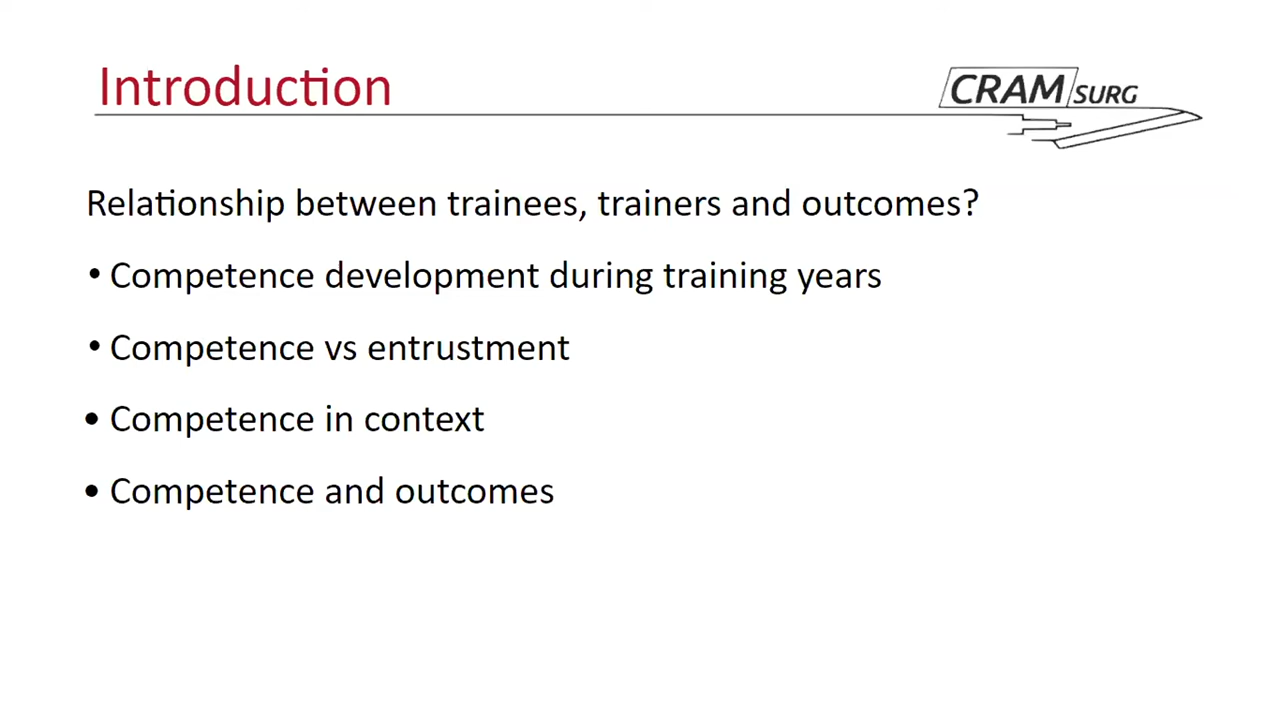 Introduction
CRAM SURG
Relationship between trainees, trainers and outcomes?
• Competence development during training years
• Competence vs entrustment
• Competence in context
• Competence and outcomes